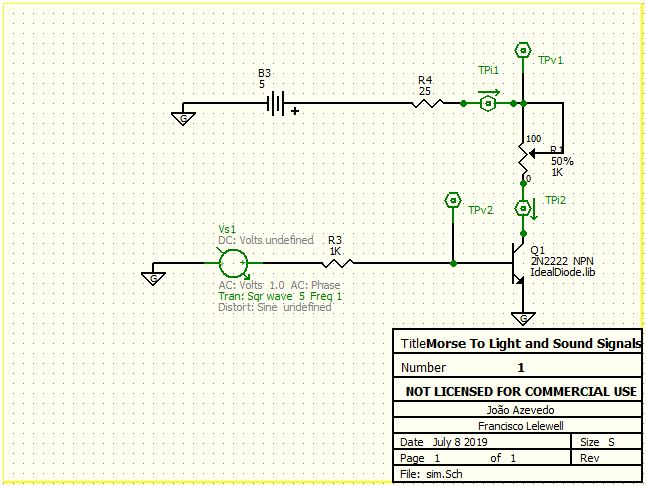 TPv1
B3
5
TPi1
R4
25
+
G
100
R1
50%
1K
0
TPi2
TPv2
Vs1
DC: Volts undefined
R3
1K
Q1
2N2222 NPN
IdealDiode.lib
G
AC: Volts 1.0 AC: Phase
Tran: Sqr wave 5 Freq 1
Distort: Sine undefined
G
Title Morse To Light and Sound Signals
Number 1
NOT LICENSED FOR COMMERCIAL USE
João Azevedo
Francisco Lelewell
Date July 8 2019 Size S
Page 1 of 1 Rev
File: sim.Sch